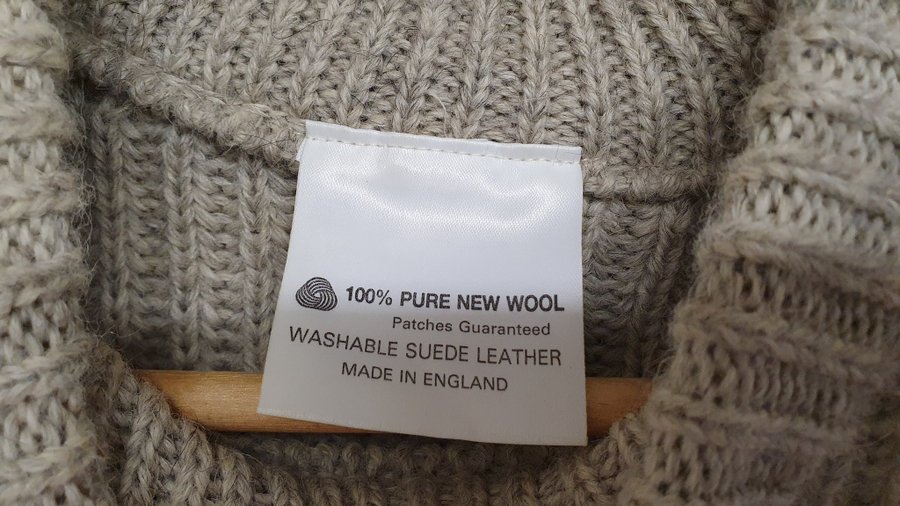 100% PURE NEW WOOL
Patches Guaranteed
WASHABLE SUEDE LEATHER
MADE IN ENGLAND